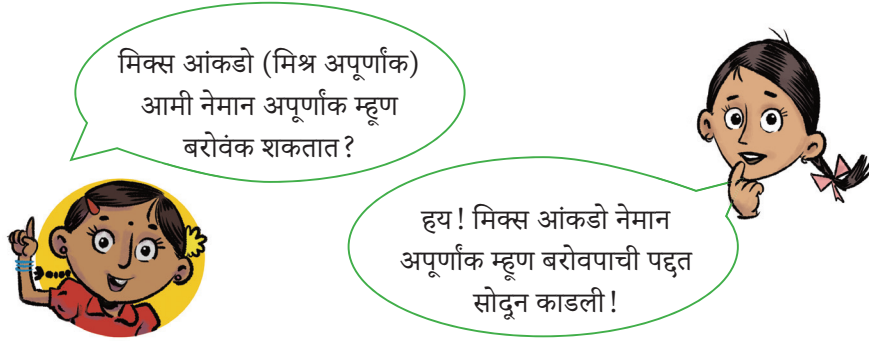 मिक्स आंकडो (मिश्र अपूर्णांक)
आमी नेमान अपूर्णांक म्हूण
बरोवंक शकतात?
हय! मिक्स आंकडो नेमान
अपूर्णांक म्हूण बरोवपाची पद्दत
सोदून काडली!